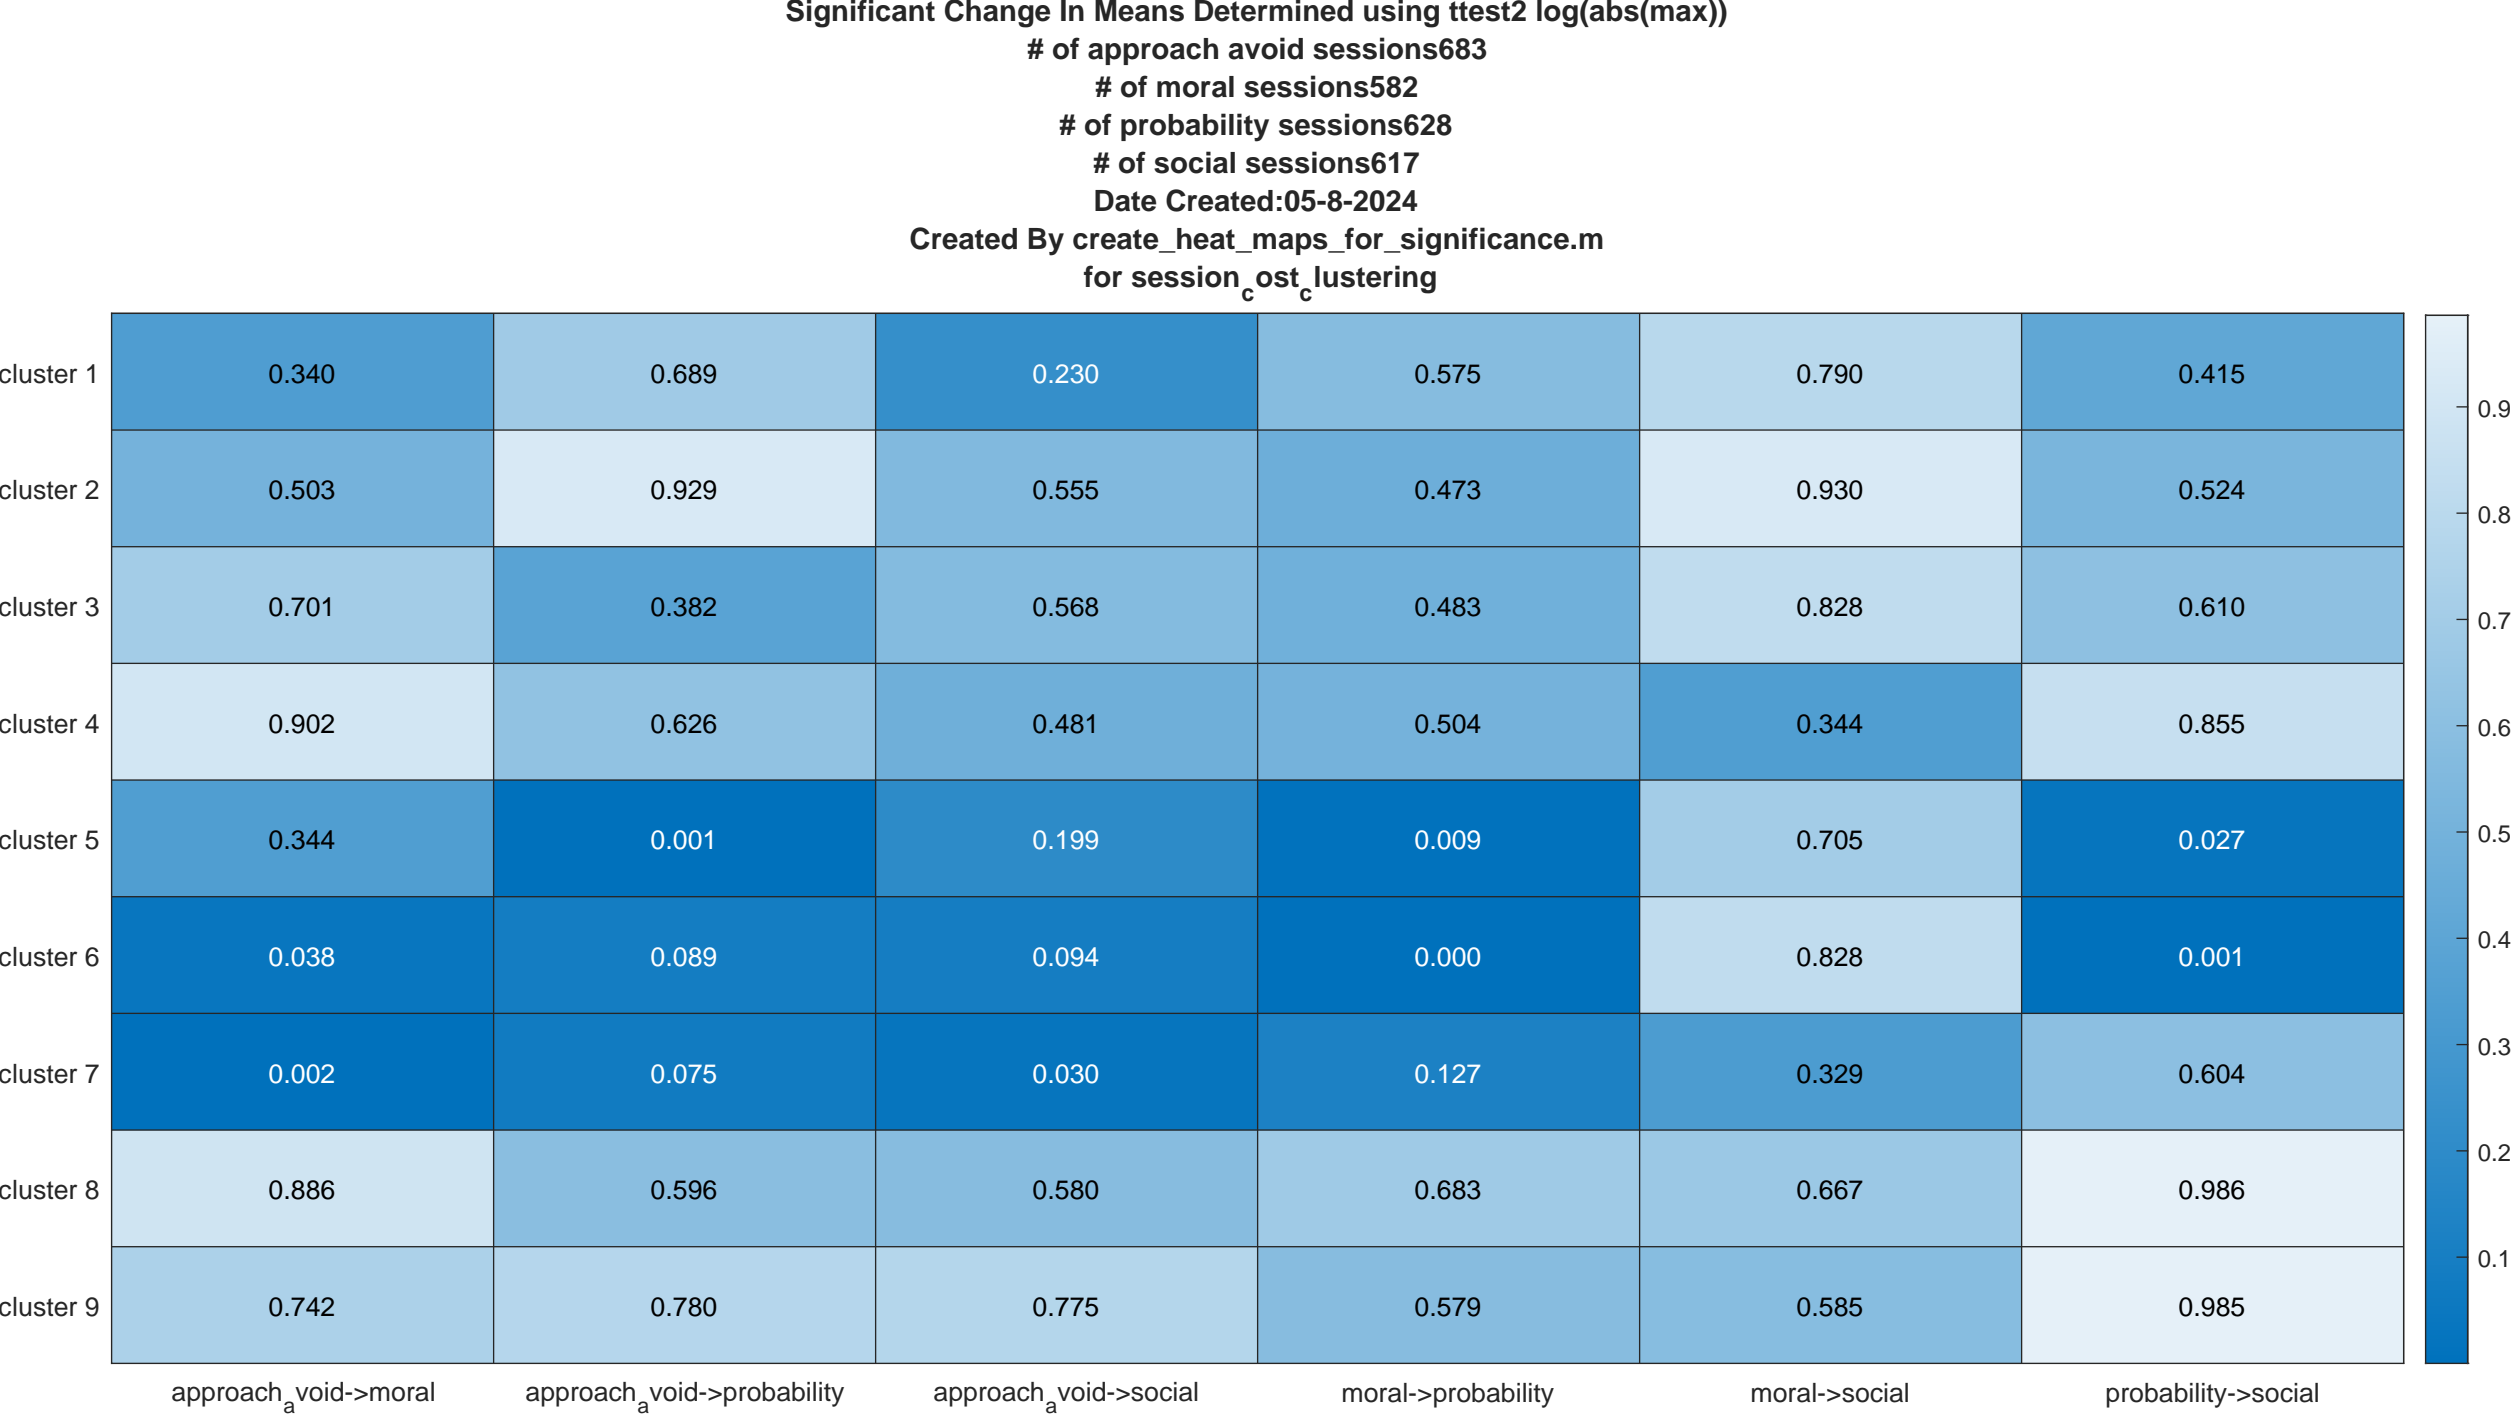 Significant Change In Means Determined using ttest2 log(abs(max))
# of approach avoid sessions683
# of moral sessions582
# of probability sessions628
# of social sessions617
Date Created:05-8-2024
Created By create_heat_maps_for_significance.m
for session_cost_clustering
cluster 1 0.340 0.689 0.230 0.575 0.790 0.415
cluster 2 0.503 0.929 0.555 0.473 0.930 0.524
cluster 3 0.701 0.382 0.568 0.483 0.828 0.610
cluster 4 0.902 0.626 0.481 0.504 0.344 0.855
cluster 5 0.344 0.001 0.199 0.009 0.705 0.027
cluster 6 0.038 0.089 0.094 0.000 0.828 0.001
cluster 7 0.002 0.075 0.030 0.127 0.329 0.604
cluster 8 0.886 0.596 0.580 0.683 0.667 0.986
cluster 9 0.742 0.780 0.775 0.579 0.585 0.985
approach_avoid->moral approach_avoid->probability approach_avoid->social moral->probability moral->social probability->social
0.9
0.8
0.7
0.6
0.5
0.4
0.3
0.2
0.1